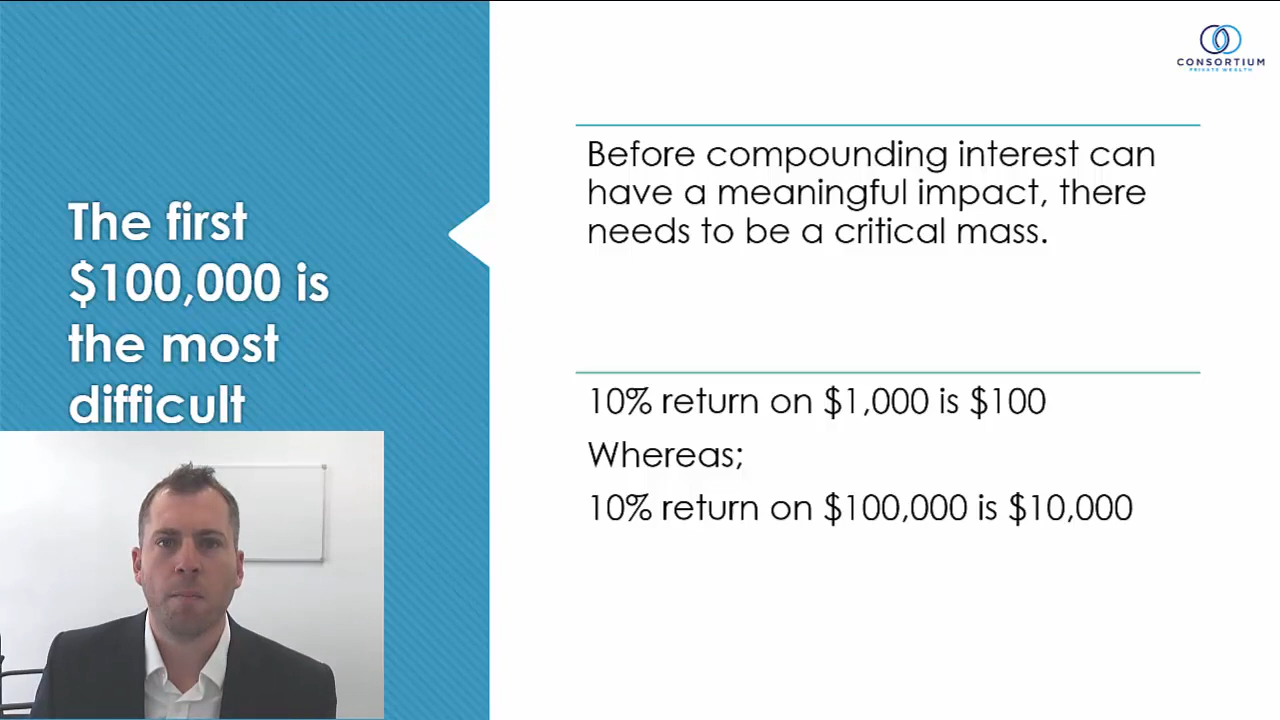 The first
$100,000 is
the most
difficult
CONSORTIUM
PRIVATE WEALTH
Before compounding interest can
have a meaningful impact, there
needs to be a critical mass.
10% return on $1,000 is $100
Whereas;
10% return on $100,000 is $10,000